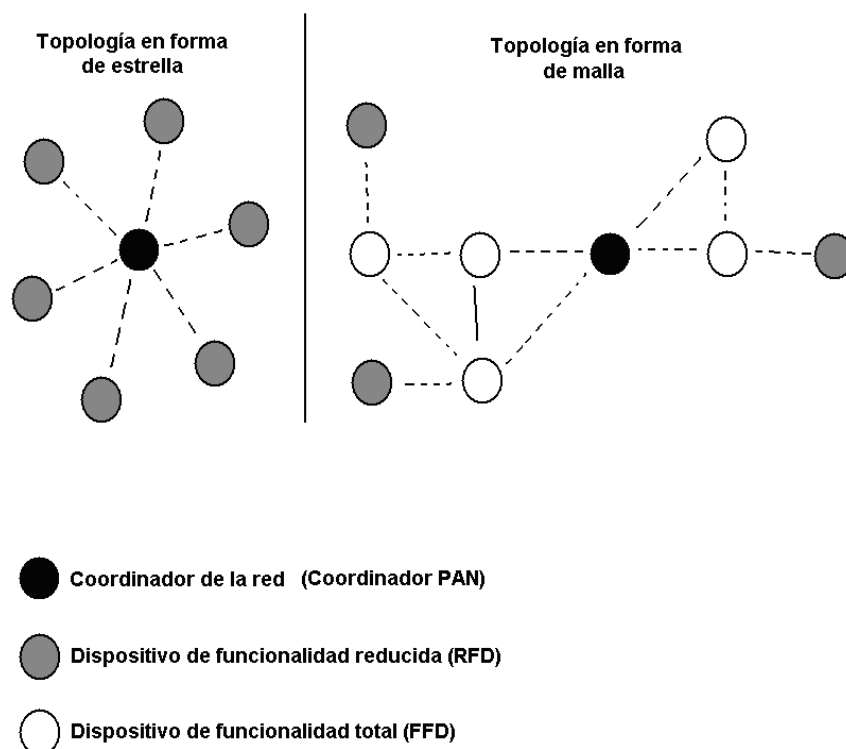 Topología en forma
de estrella
Topología en forma
de malla
Coordinador de la red (Coordinador PAN)
Dispositivo de funcionalidad reducida (RFD)
Dispositivo de funcionalidad total (FFD)